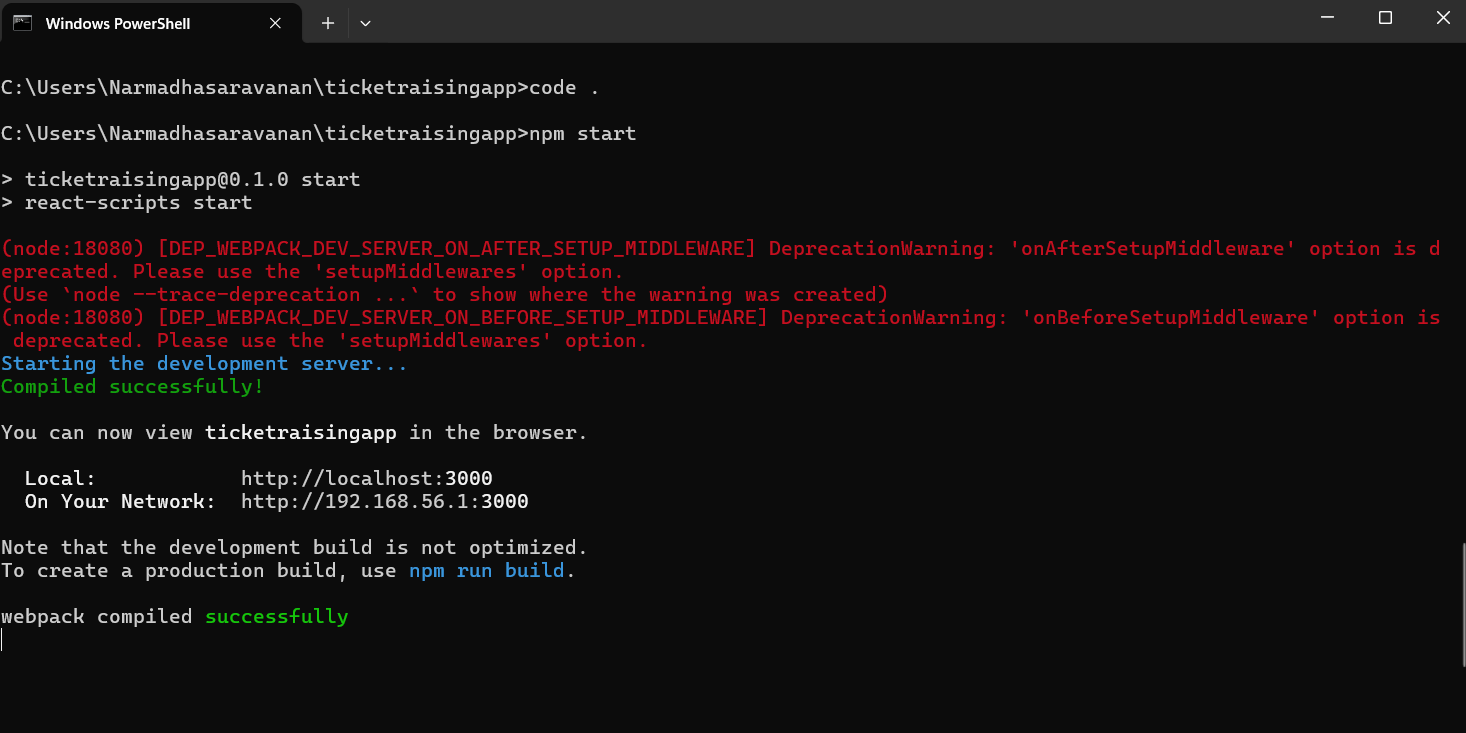 Windows PowerShell
C:\Users\Narmadhasaravanan\ticketraisingapp>code .
C:\Users\Narmadhasaravanan\ticketraisingapp>npm start
> ticketraisingapp@0.1.0 start
> react-scripts start
(node:18080) [DEP_WEBPACK_DEV_SERVER_ON_AFTER_SETUP_MIDDLEWARE] DeprecationWarning: 'onAfterSetupMiddleware' option is d
eprecated. Please use the 'setupMiddlewares' option.
(Use `node --trace-deprecation ...` to show where the warning was created)
(node:18080) [DEP_WEBPACK_DEV_SERVER_ON_BEFORE_SETUP_MIDDLEWARE] DeprecationWarning: 'onBeforeSetupMiddleware' option is
 deprecated. Please use the 'setupMiddlewares' option.
Starting the development server...
Compiled successfully!
You can now view ticketraisingapp in the browser.
  Local:            http://localhost:3000
  On Your Network:  http://192.168.56.1:3000
Note that the development build is not optimized.
To create a production build, use npm run build.
webpack compiled successfully